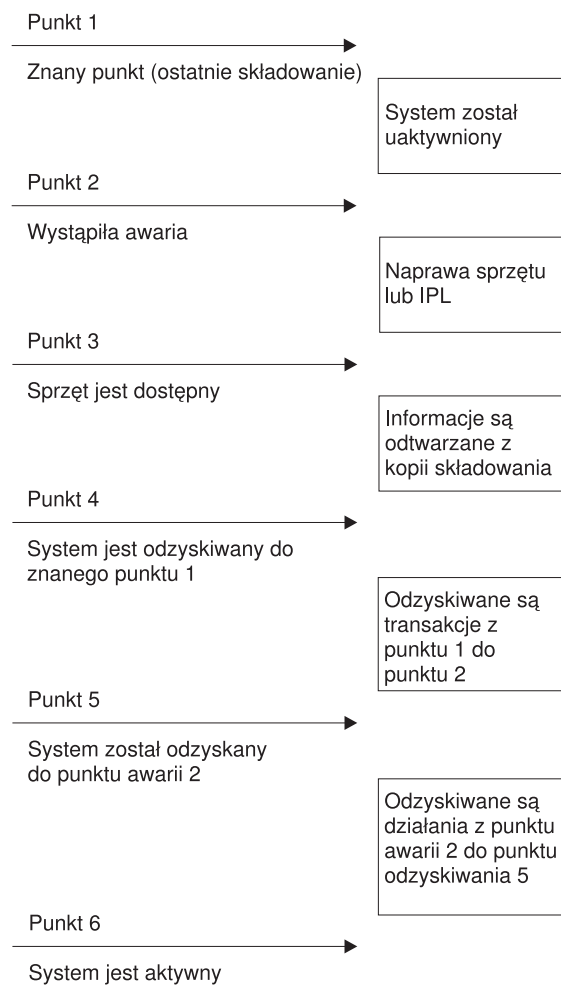 Punkt 1
Znany punkt (ostatnie składowanie)
System został
uaktywniony
Punkt 2
Wystąpiła awaria
Naprawa sprzętu
lub IPL
Punkt 3
Sprzęt jest dostępny
Informacje są
odtwarzane z
kopii składowania
Punkt 4
System jest odzyskiwany do
znanego punktu 1
Odzyskiwane są
transakcje z
punktu 1 do
punktu 2
Punkt 5
System został odzyskany
do punktu awarii 2
Odzyskiwane są
działania z punktu
awarii 2 do punktu
odzyskiwania 5
Punkt 6
System jest aktywny